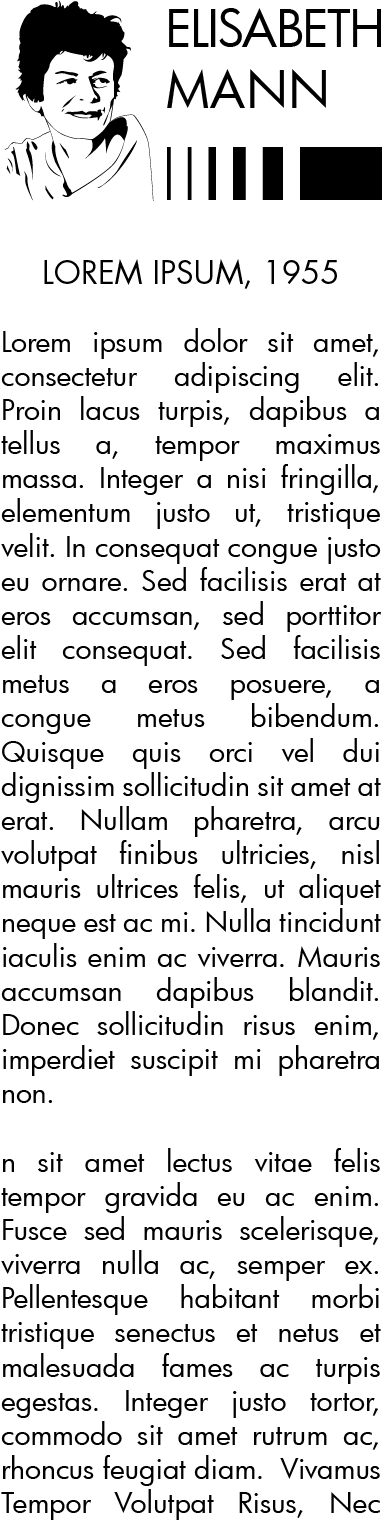 ELISABETH
MANN
LOREM IPSUM, 1955
Lorem ipsum dolor sit amet,
consectetur adipiscing elit.
Proin lacus turpis, dapibus a
tellus a, tempor maximus
massa. Integer a nisi fringilla,
elementum justo ut, tristique
velit. In consequat congue justo
eu ornare. Sed facilisis erat at
eros accumsan, sed porttitor
elit consequat. Sed facilisis
metus a eros posuere, a
congue metus bibendum.
Quisque quis orci vel dui
dignissim sollicitudin sit amet at
erat. Nullam pharetra, arcu
volutpat finibus ultricies, nisl
mauris ultrices felis, ut aliquet
neque est ac mi. Nulla tincidunt
iaculis enim ac viverra. Mauris
accumsan dapibus blandit.
Donec sollicitudin risus enim,
imperdiet suscipit mi pharetra
non.
n sit amet lectus vitae felis
tempor gravida eu ac enim.
Fusce sed mauris scelerisque,
viverra nulla ac, semper ex.
Pellentesque habitant morbi
tristique senectus et netus et
malesuada fames ac turpis
egestas. Integer justo tortor,
commodo sit amet rutrum ac,
rhoncus feugiat diam. Vivamus
Tempor Volutpat Risus, Nec